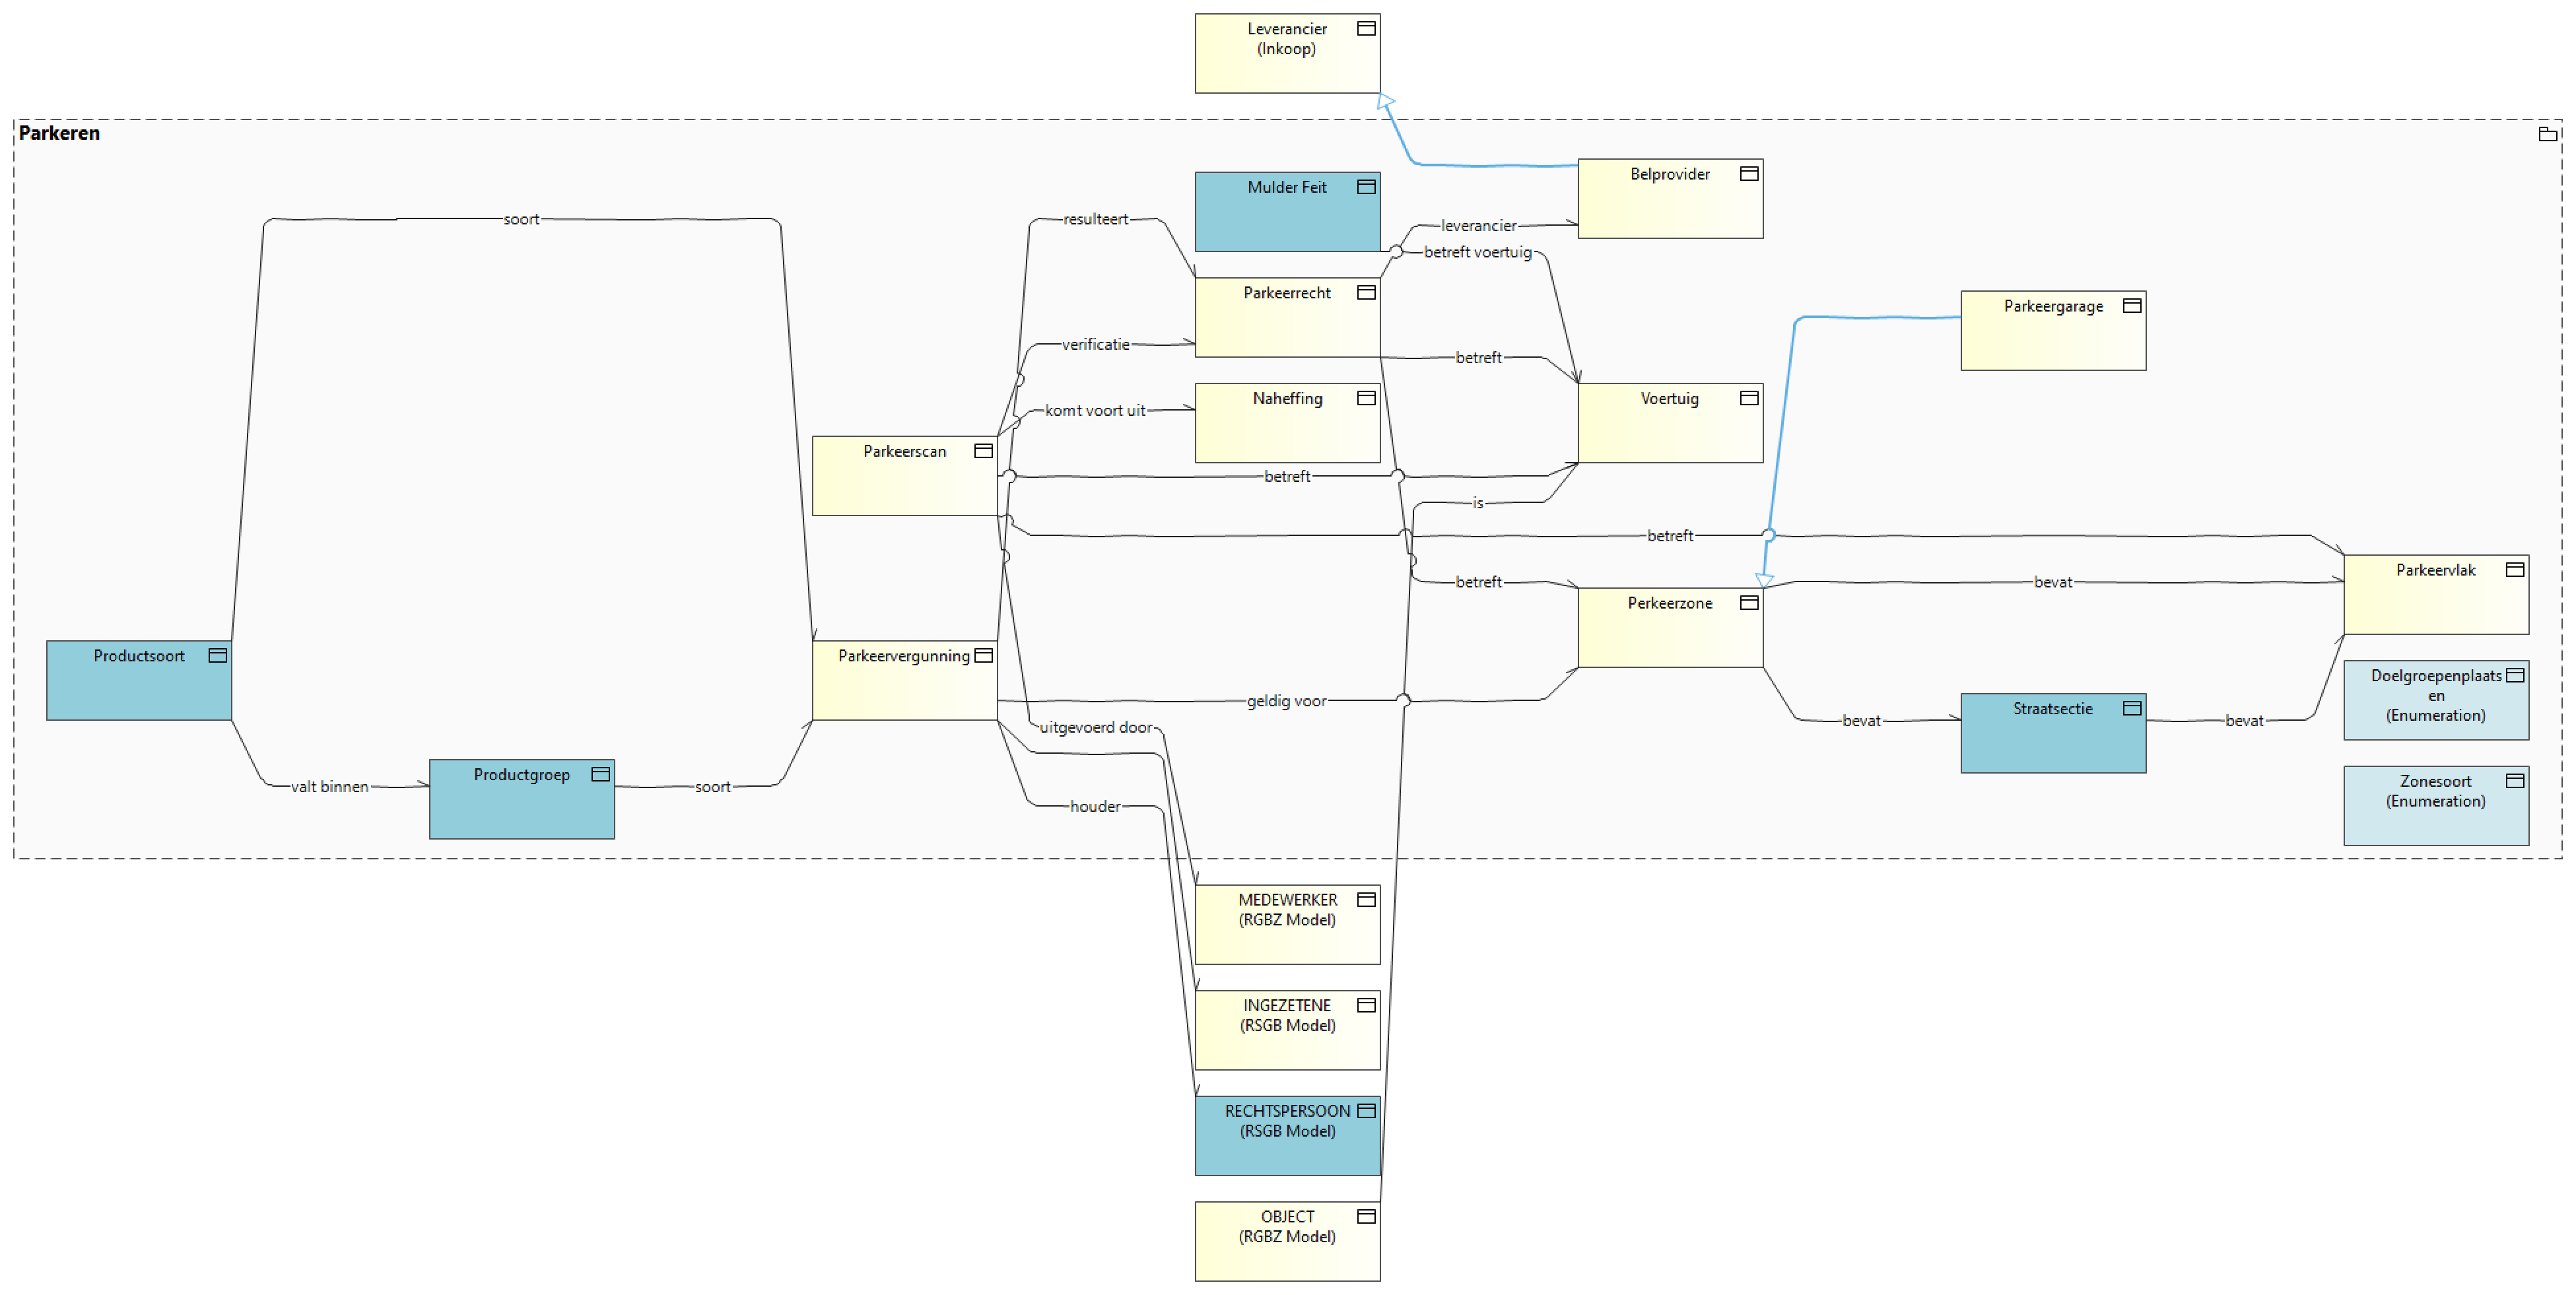 Leverancier
(Inkoop)
Parkeren
Belprovider
Mulder Feit
soort
resulteert
leverancier
betreft voertuig
Parkeerrecht
Parkeergarage
verificatie
betreft
Naheffing
Voertuig
komt voort uit
Parkeerscan
betreft
is
betreft
Parkeervlak
betreft
bevat
Perkeerzone
Productsoort
Parkeervergunning
Doelgroepenplaats
en
(Enumeration)
geldig voor
Straatsectie
uitgevoerd door
bevat
bevat
Productgroep
Zonesoort
(Enumeration)
valt binnen
soort
houder
MEDEWERKER
(RGBZ Model)
INGEZETENE
(RSGB Model)
RECHTSPERSOON
(RSGB Model)
OBJECT
(RGBZ Model)